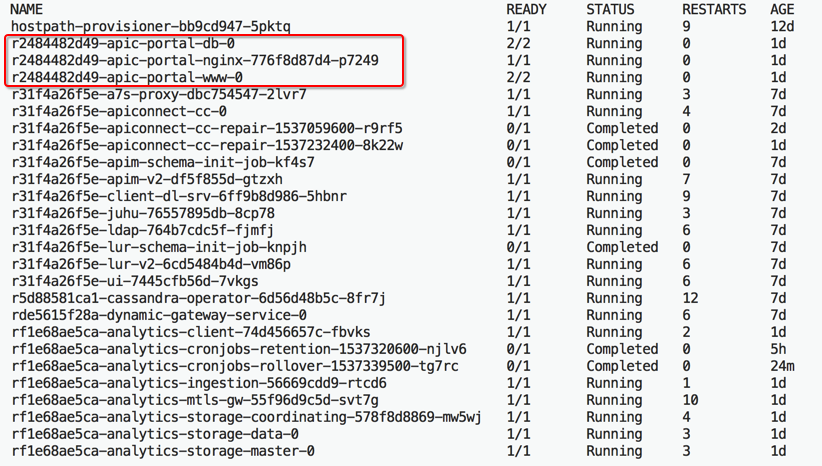 NAME READY STATUS RESTARTS AGE
hostpath-provisioner-bb9cd947-5pktq 1/1 Running 9 12d
r2484482d49-apic-portal-db-0 2/2 Running 0 1d
r2484482d49-apic-portal-nginx-776f8d87d4-p7249 1/1 Running 0 1d
r2484482d49-apic-portal-www-0 2/2 Running 0 1d
r31f4a26f5e-a7s-proxy-dbc754547-2lvr7 1/1 Running 3 7d
r31f4a26f5e-apiconnect-cc-0 1/1 Running 4 7d
r31f4a26f5e-apiconnect-cc-repair-1537059600-r9rf5 0/1 Completed 0 2d
r31f4a26f5e-apiconnect-cc-repair-1537232400-8k22w 0/1 Completed 0 1d
r31f4a26f5e-apim-schema-init-job-kf4s7 0/1 Completed 0 7d
r31f4a26f5e-apim-v2-df5f855d-gtzxh 1/1 Running 7 7d
r31f4a26f5e-client-dl-srv-6ff9b8d986-5hbnr 1/1 Running 9 7d
r31f4a26f5e-juhu-76557895db-8cp78 1/1 Running 3 7d
r31f4a26f5e-ldap-764b7cdc5f-fjmfj 1/1 Running 6 7d
r31f4a26f5e-lur-schema-init-job-knpjh 0/1 Completed 0 7d
r31f4a26f5e-lur-v2-6cd5484b4d-vm86p 1/1 Running 6 7d
r31f4a26f5e-ui-7445cfb56d-7vkgs 1/1 Running 6 7d
r5d88581ca1-cassandra-operator-6d56d48b5c-8fr7j 1/1 Running 12 7d
rde5615f28a-dynamic-gateway-service-0 1/1 Running 6 7d
rf1e68ae5ca-analytics-client-74d456657c-fbvks 1/1 Running 2 1d
rf1e68ae5ca-analytics-cronjobs-retention-1537320600-njlv6 0/1 Completed 0 5h
rf1e68ae5ca-analytics-cronjobs-rollover-1537339500-tg7rc 0/1 Completed 0 24m
rf1e68ae5ca-analytics-ingestion-56669cdd9-rtcd6 1/1 Running 1 1d
rf1e68ae5ca-analytics-mtls-gw-55f96d9c5d-svt7g 1/1 Running 10 1d
rf1e68ae5ca-analytics-storage-coordinating-578f8d8869-mw5wj 1/1 Running 4 1d
rf1e68ae5ca-analytics-storage-data-0 1/1 Running 3 1d
rf1e68ae5ca-analytics-storage-master-0 1/1 Running 3 1d